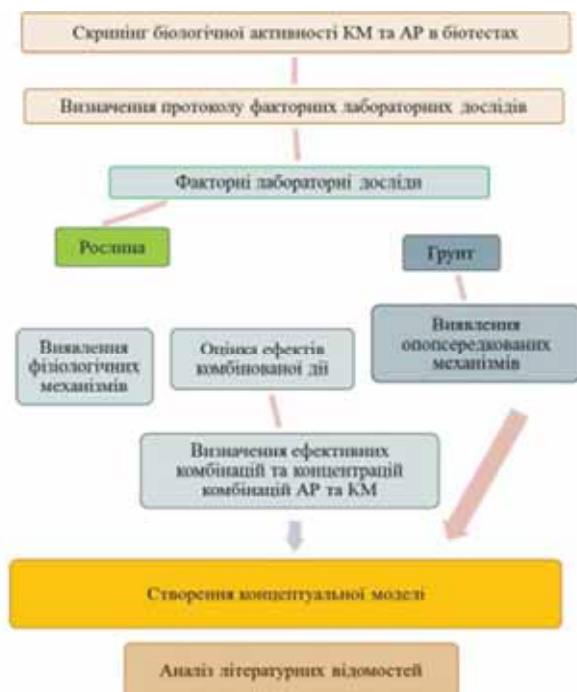 Скринінг біологічної активності КМ та АР в біотестах
Визначення протоколу факторних лабораторних дослідів
Факторні лабораторні досліди
Рослина
Грунт
Виявлення
фізіологічних
механізмів
Оцінка ефектів
комбінованої дії
Виявлення
опопсередкованих
механізмів
Визначення ефективних
комбінацій та концентрацій
комбінацій АР та КМ
Створення концептуальної моделі
Аналіз літературних відомостей